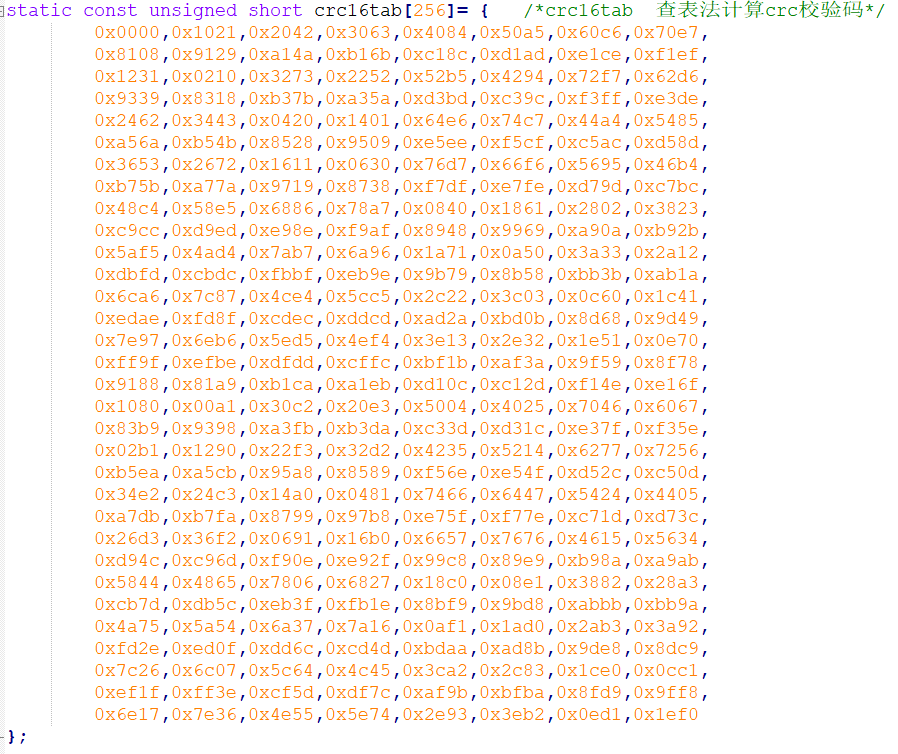 static const unsigned short crc16tab[256]= {   /*crc16tab  查表法计算crc校验码*/
0x0000,0x1021,0x2042,0x3063,0x4084,0x50a5,0x60c6,0x70e7,
0x8108,0x9129,0xa14a,0xb16b,0xc18c,0xd1ad,0xe1ce,0xf1ef,
0x1231,0x0210,0x3273,0x2252,0x52b5,0x4294,0x72f7,0x62d6,
0x9339,0x8318,0xb37b,0xa35a,0xd3bd,0xc39c,0xf3ff,0xe3de,
0x2462,0x3443,0x0420,0x1401,0x64e6,0x74c7,0x44a4,0x5485,
0xa56a,0xb54b,0x8528,0x9509,0xe5ee,0xf5cf,0xc5ac,0xd58d,
0x3653,0x2672,0x1611,0x0630,0x76d7,0x66f6,0x5695,0x46b4,
0xb75b,0xa77a,0x9719,0x8738,0xf7df,0xe7fe,0xd79d,0xc7bc,
0x48c4,0x58e5,0x6886,0x78a7,0x0840,0x1861,0x2802,0x3823,
0xc9cc,0xd9ed,0xe98e,0xf9af,0x8948,0x9969,0xa90a,0xb92b,
0x5af5,0x4ad4,0x7ab7,0x6a96,0x1a71,0x0a50,0x3a33,0x2a12,
0xdbfd,0xcbdc,0xfbbf,0xeb9e,0x9b79,0x8b58,0xbb3b,0xab1a,
0x6ca6,0x7c87,0x4ce4,0x5cc5,0x2c22,0x3c03,0x0c60,0x1c41,
0xedae,0xfd8f,0xcdec,0xddcd,0xad2a,0xbd0b,0x8d68,0x9d49,
0x7e97,0x6eb6,0x5ed5,0x4ef4,0x3e13,0x2e32,0x1e51,0x0e70,
0xff9f,0xefbe,0xdfdd,0xcffc,0xbf1b,0xaf3a,0x9f59,0x8f78,
0x9188,0x81a9,0xb1ca,0xa1eb,0xd10c,0xc12d,0xf14e,0xe16f,
0x1080,0x00a1,0x30c2,0x20e3,0x5004,0x4025,0x7046,0x6067,
0x83b9,0x9398,0xa3fb,0xb3da,0xc33d,0xd31c,0xe37f,0xf35e,
0x02b1,0x1290,0x22f3,0x32d2,0x4235,0x5214,0x6277,0x7256,
0xb5ea,0xa5cb,0x95a8,0x8589,0xf56e,0xe54f,0xd52c,0xc50d,
0x34e2,0x24c3,0x14a0,0x0481,0x7466,0x6447,0x5424,0x4405,
0xa7db,0xb7fa,0x8799,0x97b8,0xe75f,0xf77e,0xc71d,0xd73c,
0x26d3,0x36f2,0x0691,0x16b0,0x6657,0x7676,0x4615,0x5634,
0xd94c,0xc96d,0xf90e,0xe92f,0x99c8,0x89e9,0xb98a,0xa9ab,
0x5844,0x4865,0x7806,0x6827,0x18c0,0x08e1,0x3882,0x28a3,
0xcb7d,0xdb5c,0xeb3f,0xfb1e,0x8bf9,0x9bd8,0xabbb,0xbb9a,
0x4a75,0x5a54,0x6a37,0x7a16,0x0af1,0x1ad0,0x2ab3,0x3a92,
0xfd2e,0xed0f,0xdd6c,0xcd4d,0xbdaa,0xad8b,0x9de8,0x8dc9,
0x7c26,0x6c07,0x5c64,0x4c45,0x3ca2,0x2c83,0x1ce0,0x0cc1,
0xef1f,0xff3e,0xcf5d,0xdf7c,0xaf9b,0xbfba,0x8fd9,0x9ff8,
0x6e17,0x7e36,0x4e55,0x5e74,0x2e93,0x3eb2,0x0ed1,0x1ef0
};